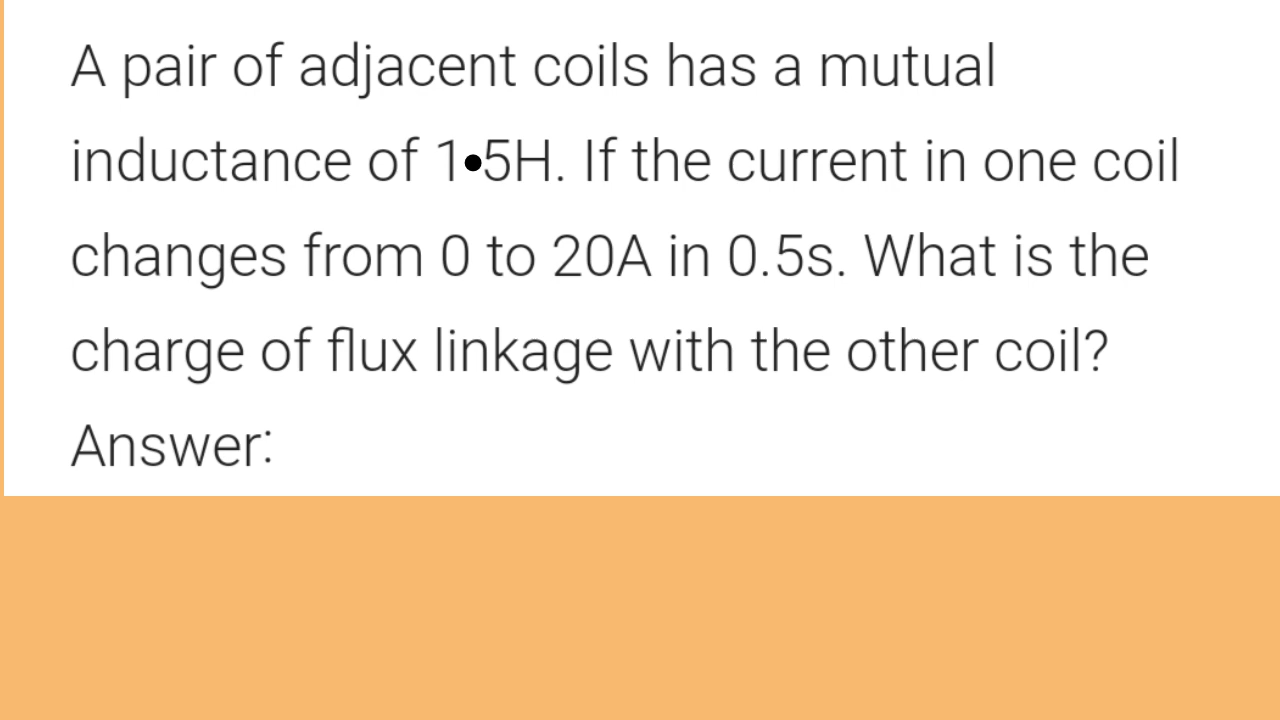 A pair of adjacent coils has a mutual
inductance of 1•5H. If the current in one coil
changes from 0 to 20A in 0.5s. What is the
charge of flux linkage with the other coil?
Answer: